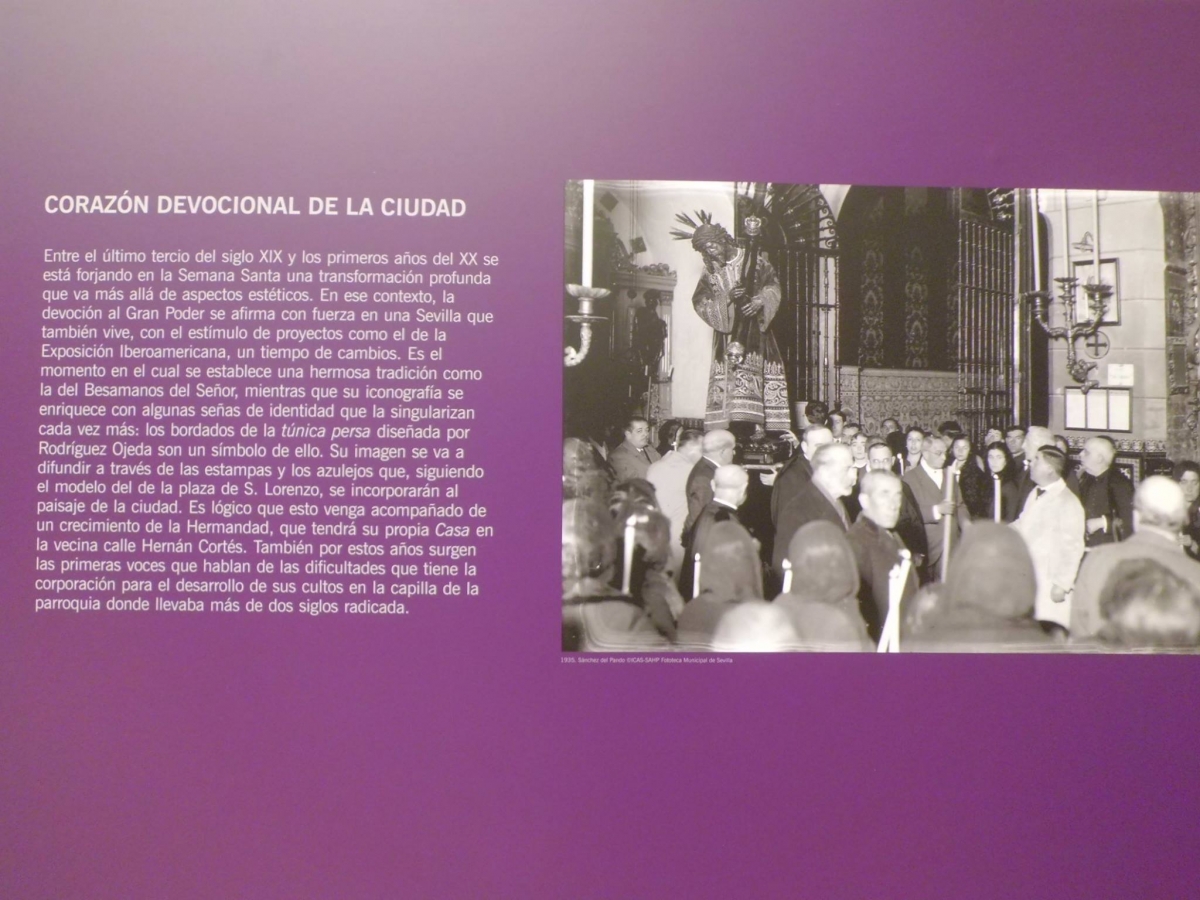 CORAZÓN DEVOCIONAL DE LA CIUDAD
Entre el último tercio del siglo XIX y los primeros años del XX se
está forjando en la Semana Santa una transformación profunda
que va más allá de aspectos estéticos. En ese contexto, la
devoción al Gran Poder se afirma con fuerza en una Sevilla que
también vive, con el estímulo de proyectos como el de la
Exposición Iberoamericana, un tiempo de cambios. Es el
momento en el cual se establece una hermosa tradición como
la del Besamanos del Señor, mientras que su iconografía se
enriquece con algunas señas de identidad que la singularizan
cada vez más: los bordados de la túnica persa diseñada por
Rodríguez Ojeda son un símbolo de ello. Su imagen se va a
difundir a través de las estampas y los azulejos que, siguiendo
el modelo del de la plaza de S. Lorenzo, se incorporarán al
paisaje de la ciudad. Es lógico que esto venga acompañado de
un crecimiento de la Hermandad, que tendrá su propia Casa en
la vecina calle Hernán Cortés. También por estos años surgen
las primeras voces que hablan de las dificultades que tiene la
corporación para el desarrollo de sus cultos en la capilla de la
parroquia donde llevaba más de dos siglos radicada.
1935. Sánchez del Pando ©ICAS-SAHP Fototeca Municipal de Sevilla